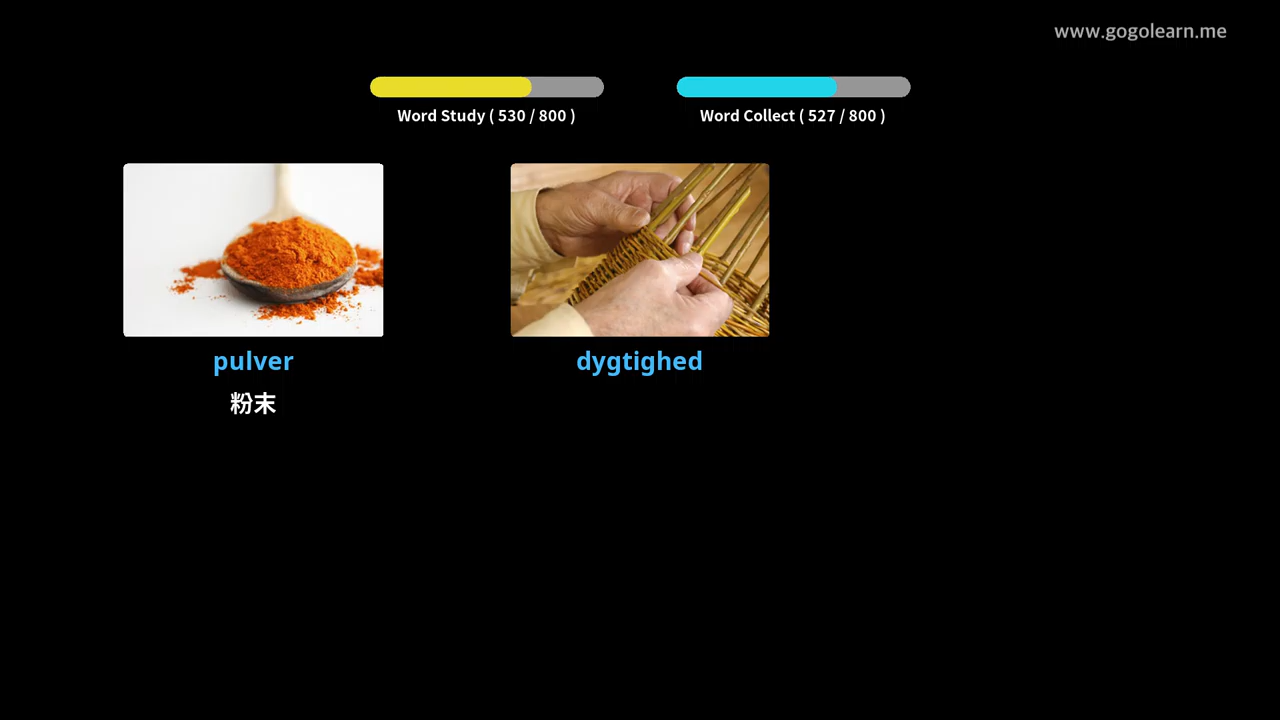 www.gogolearn.me
Word Study ( 530 / 800 )
Word Collect ( 527 / 800 )
pulver
dygtighed
粉末